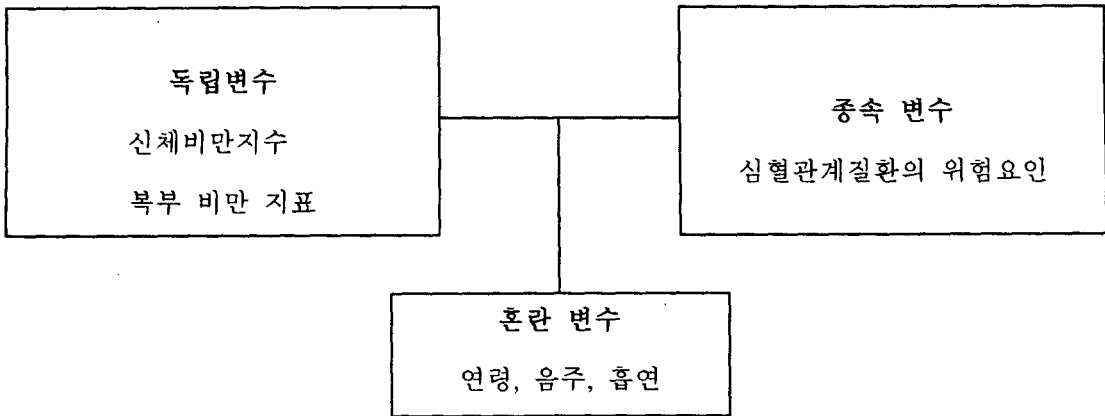 독립변수
신체비만지수
복부 비만 지표
종속 변수
심혈관계질환의 위험요인
혼란 변수
연령, 음주, 흡연